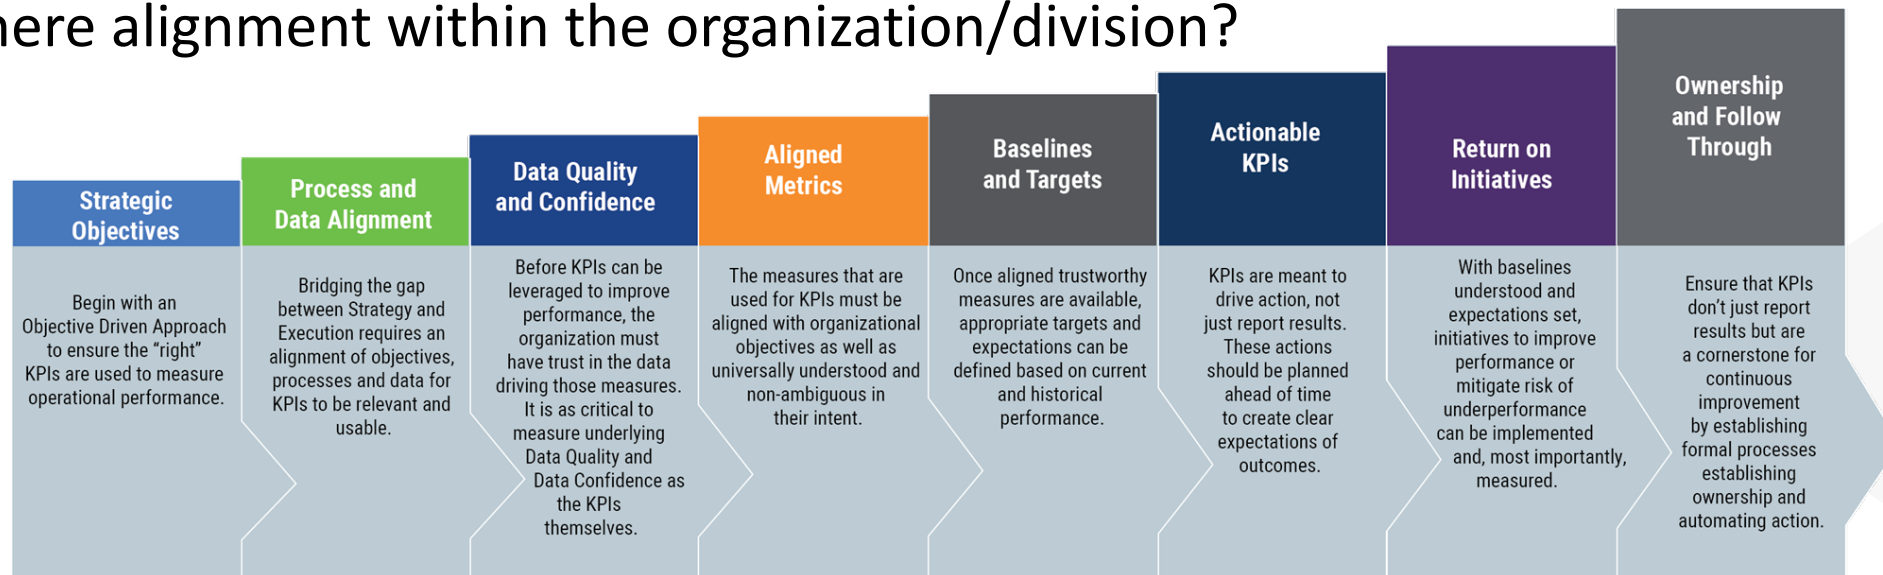 here alignment within the organization/division?
Strategic
Objectives
Begin with an
Objective Driven Approach
to ensure the “right”
KPIs are used to measure
operational performance.
Process and
Data Alignment
Bridging the gap
between Strategy and
Execution requires an
alignment of objectives,
processes and data for
KPIs to be relevant and
usable.
Data Quality
and Confidence
Before KPIs can be
leveraged to improve
performance, the
organization must
have trust in the data
driving those measures.
It is as critical to
measure underlying
Data Quality and
Data Confidence as
the KPIs
themselves.
Aligned
Metrics
The measures that are
used for KPIs must be
aligned with organizational
objectives as well as
universally understood and
non-ambiguous in
their intent.
Baselines
and Targets
Once aligned trustworthy
measures are available,
appropriate targets and
expectations can be
defined based on current
and historical
performance.
Actionable
KPIs
KPIs are meant to
drive action, not
just report results.
These actions
should be planned
ahead of time
to create clear
expectations of
outcomes.
Return on
Initiatives
With baselines
understood and
expectations set,
initiatives to improve
performance or
mitigate risk of
underperformance
can be implemented
and, most importantly,
measured.
Ownership
and Follow
Through
Ensure that KPIs
don’t just report
results but are
a cornerstone for
continuous
improvement
by establishing
formal processes
establishing
ownership and
automating action.